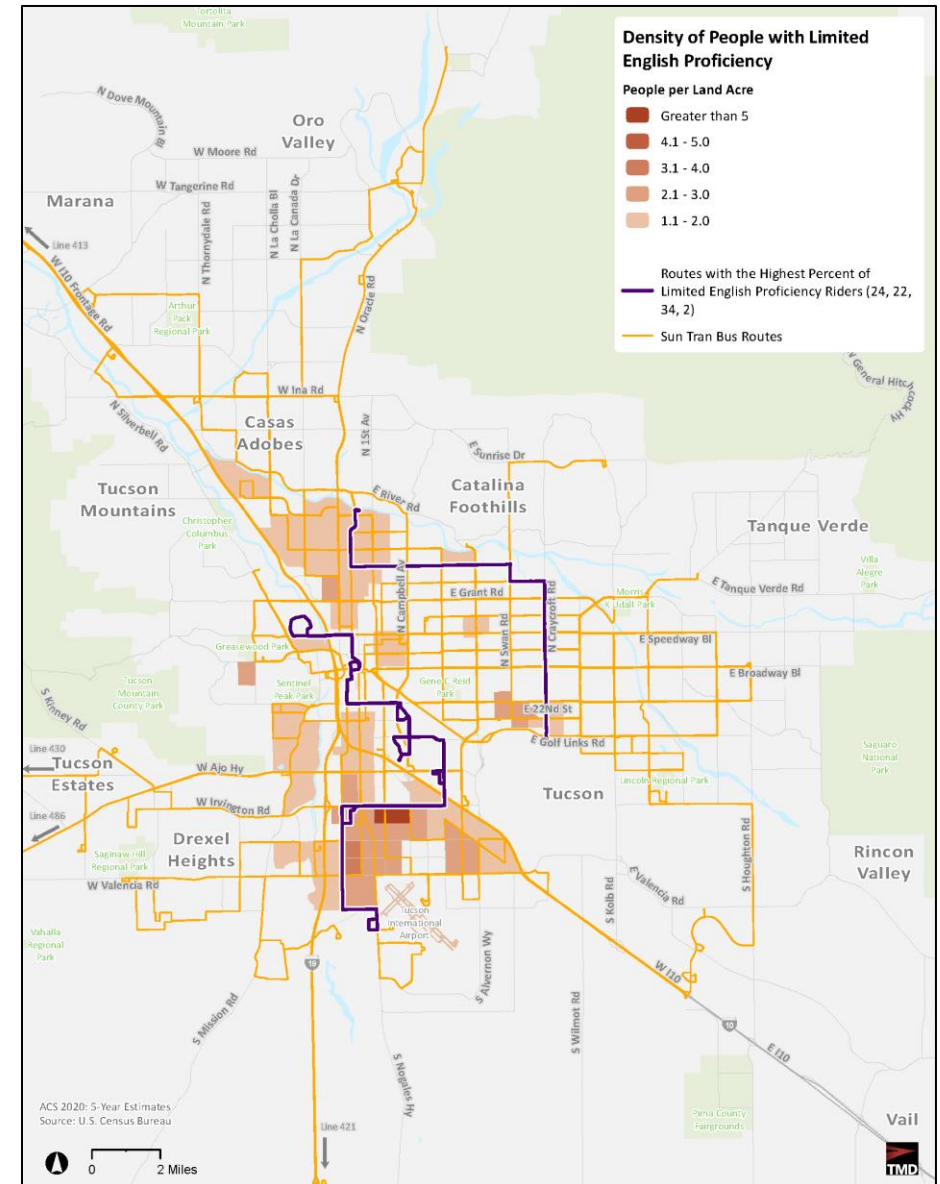 Density of People with Limited
English Proficiency
People per Land Acre
Greater than 5
4.1 - 5.0
3.1 - 4.0
2.1 - 3.0
1.1 - 2.0
Routes with the Highest Percent of
Limited English Proficiency Riders (24, 22,
34, 2)
Sun Tran Bus Routes
Tortolita
Mountain Park
N Dove Mountain Bl
Oro
Valley
W Moore Rd
W Tangerine Rd
Marana
N Thornydale Rd
N La Cholla Bl
N La Canada Dr
Line 413
W I10 Frontage Rd
Arthur
Pack
Regional Park
N Oracle Rd
W General Hitchcock Hy
W Ina Rd
N Silverbell Rd
Casas
Adobes
N 1St Av
E Sunrise Dr
Tucson
Mountains
E River Rd
Catalina
Foothills
Christopher
Columbus
Park
Tanque Verde
Villa
Alegre
Park
N Campbell Av
E Grant Rd
N Swan Rd
N Craycroft Rd
Morris
K Udall Park
E Tanque Verde Rd
Greasewood Park
E Speedway Bl
Tucson
Mountain
County Park
Sentinel
Peak Park
Gene C Reid
Park
E Broadway Bl
S Kinney Rd
E 22Nd St
E Golf Links Rd
Saguaro
National
Park
Line 430
Tucson
Estates
W Ajo Hy
Lincoln Regional Park
Tucson
W Irvington Rd
Line 486
Drexel
Heights
S Houghton Rd
Saginaw Hill
Regional Park
Rincon
Valley
W Valencia Rd
S Kolb Rd
E Valencia Rd
Tucson
International
Airport
Vahalla
Regional
Park
19
S Alvernon Wy
W I10
S Mission Rd
S Wilmot Rd
10
E I10
S Nogales Hy
ACS 2020: 5-Year Estimates
Source: U.S. Census Bureau
Pima County
Fairgrounds
Vail
Line 421
0 2 Miles
TMD